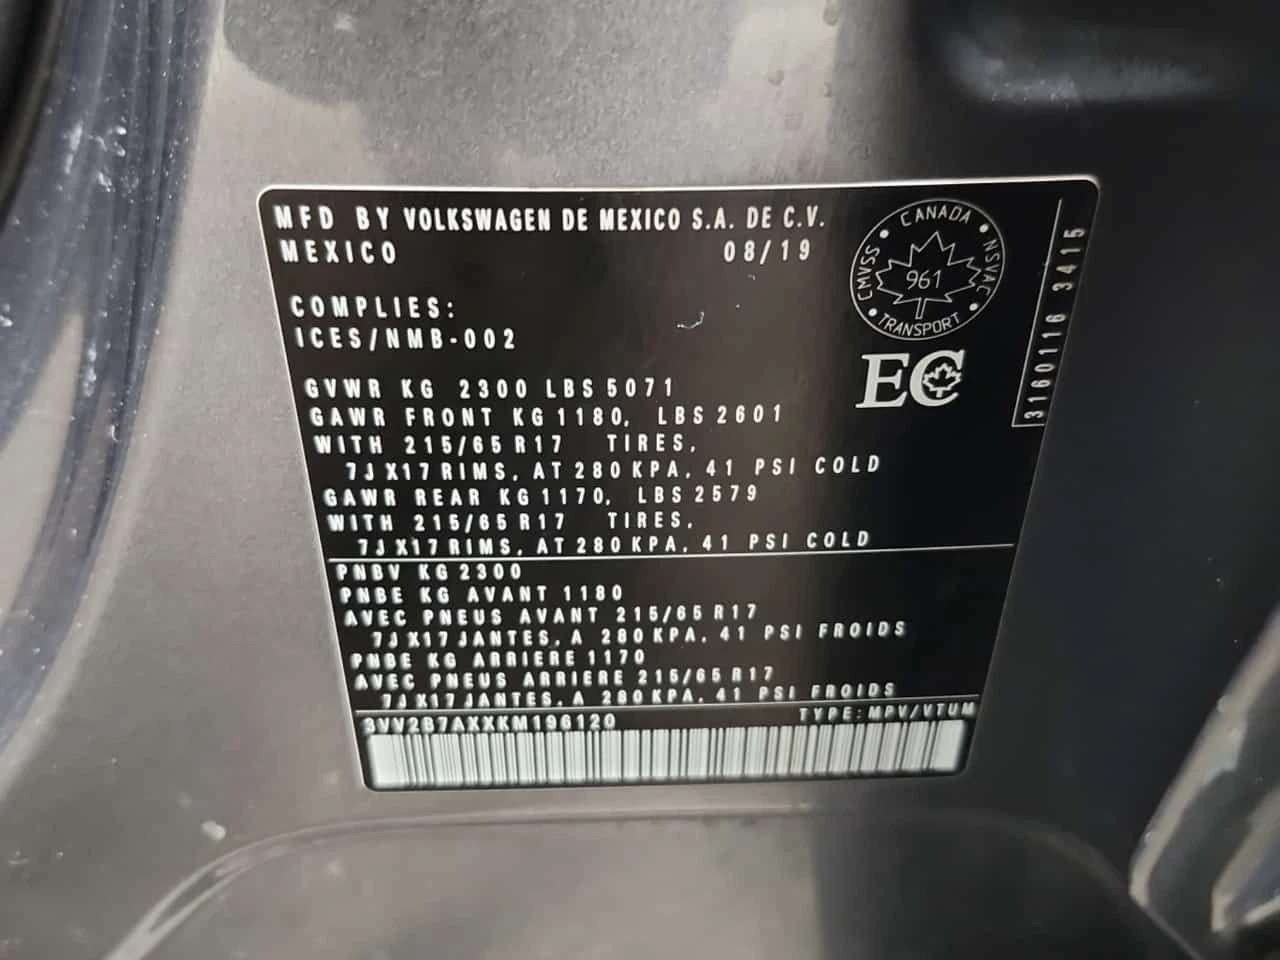 MFD BY VOLKSWAGEN DE MEXICO S.A. DE C.V.
MEXICO 08/19
CANADA
CMVSS
NSVAC
961
TRANSPORT
EC
3160116 3415
COMPLIES:
ICES/NMB-002
GVWR KG 2300 LBS 5071
GAWR FRONT KG 1180, LBS 2601
WITH 215/65 R17 TIRES,
7J X17 RIMS, AT 280 KPA, 41 PSI COLD
GAWR REAR KG 1170, LBS 2579
WITH 215/65 R17 TIRES,
7J X17 RIMS, AT 280 KPA, 41 PSI COLD
PNBV KG 2300
PNBE KG AVANT 1180
AVEC PNEUS AVANT 215/65 R17
7J X17 JANTES, A 280 KPA, 41 PSI FROIDS
PNBE KG ARRIERE 1170
AVEC PNEUS ARRIERE 215/65 R17
7J X17 JANTES, A 280 KPA, 41 PSI FROIDS
3VV2B7AXXKM196120 TYPE: MPV/VTUM